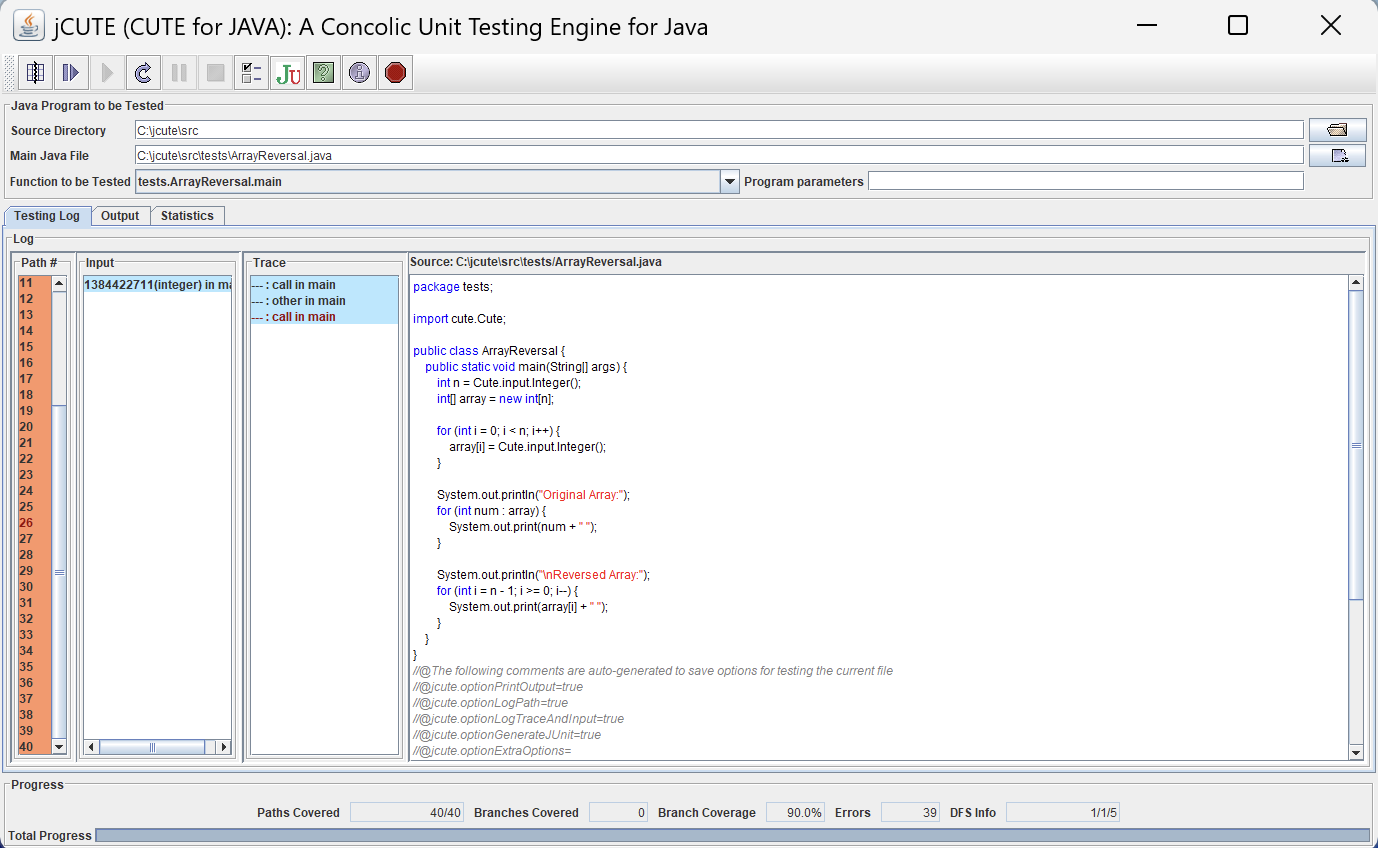 jCUTE (CUTE for JAVA): A Concolic Unit Testing Engine for Java
Java Program to be Tested
Source Directory C:\jcute\src
Main Java File C:\jcute\src\tests\ArrayReversal.java
Function to be Tested tests.ArrayReversal.main Program parameters
Testing Log Output Statistics
Log
Path # Input Trace Source: C:\jcute\src\tests/ArrayReversal.java
11
12
13
14
15
16
17
18
19
20
21
22
23
24
25
26
27
28
29
30
31
32
33
34
35
36
37
38
39
40
1384422711(integer) in
--- : call in main
--- : other in main
--- : call in main
package tests;
import cute.Cute;
public class ArrayReversal {
public static void main(String[] args) {
int n = Cute.input.Integer();
int[] array = new int[n];
for (int i = 0; i < n; i++) {
array[i] = Cute.input.Integer();
}
System.out.println("Original Array:");
for (int num : array) {
System.out.print(num + " ");
}
System.out.println("\nReversed Array:");
for (int i = n - 1; i >= 0; i--) {
System.out.print(array[i] + " ");
}
}
}
//@The following comments are auto-generated to save options for testing the current file
//@jcute.optionPrintOutput=true
//@jcute.optionLogPath=true
//@jcute.optionLogTraceAndInput=true
//@jcute.optionGenerateJUnit=true
//@jcute.optionExtraOptions=
Progress
Paths Covered 40/40 Branches Covered 0 Branch Coverage 90.0% Errors 39 DFS Info 1/1/5
Total Progress